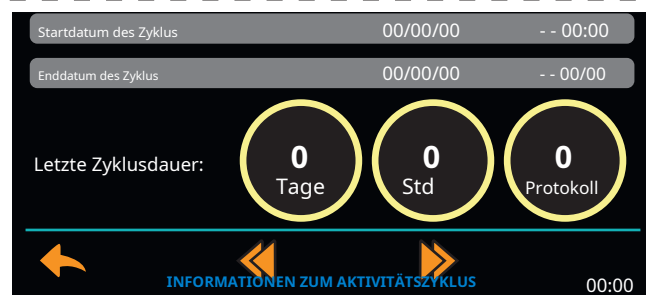 Startdatum des Zyklus 00/00/00 - - 00:00
Enddatum des Zyklus 00/00/00 - - 00/00
Letzte Zyklusdauer:
0 0 0
Tage Std Protokoll
INFORMATIONEN ZUM AKTIVITÄTSZYKLUS
00:00